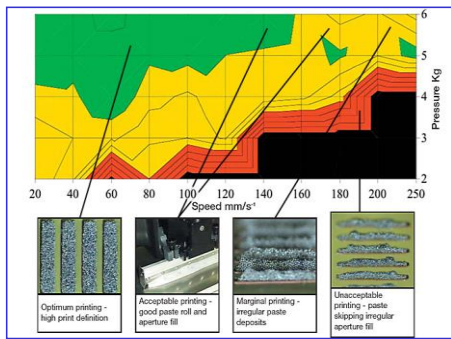 6
5
4
3
2
Pressure Kg
20 40 60 80 100 120 140 160 180 200 250
Speed mm/s-¹
Optimum printing -
high print definition
Acceptable printing -
good paste roll and
aperture fill
Marginal printing -
irregular paste
deposits
Unacceptable
printing - paste
skipping irregular
aperture fill